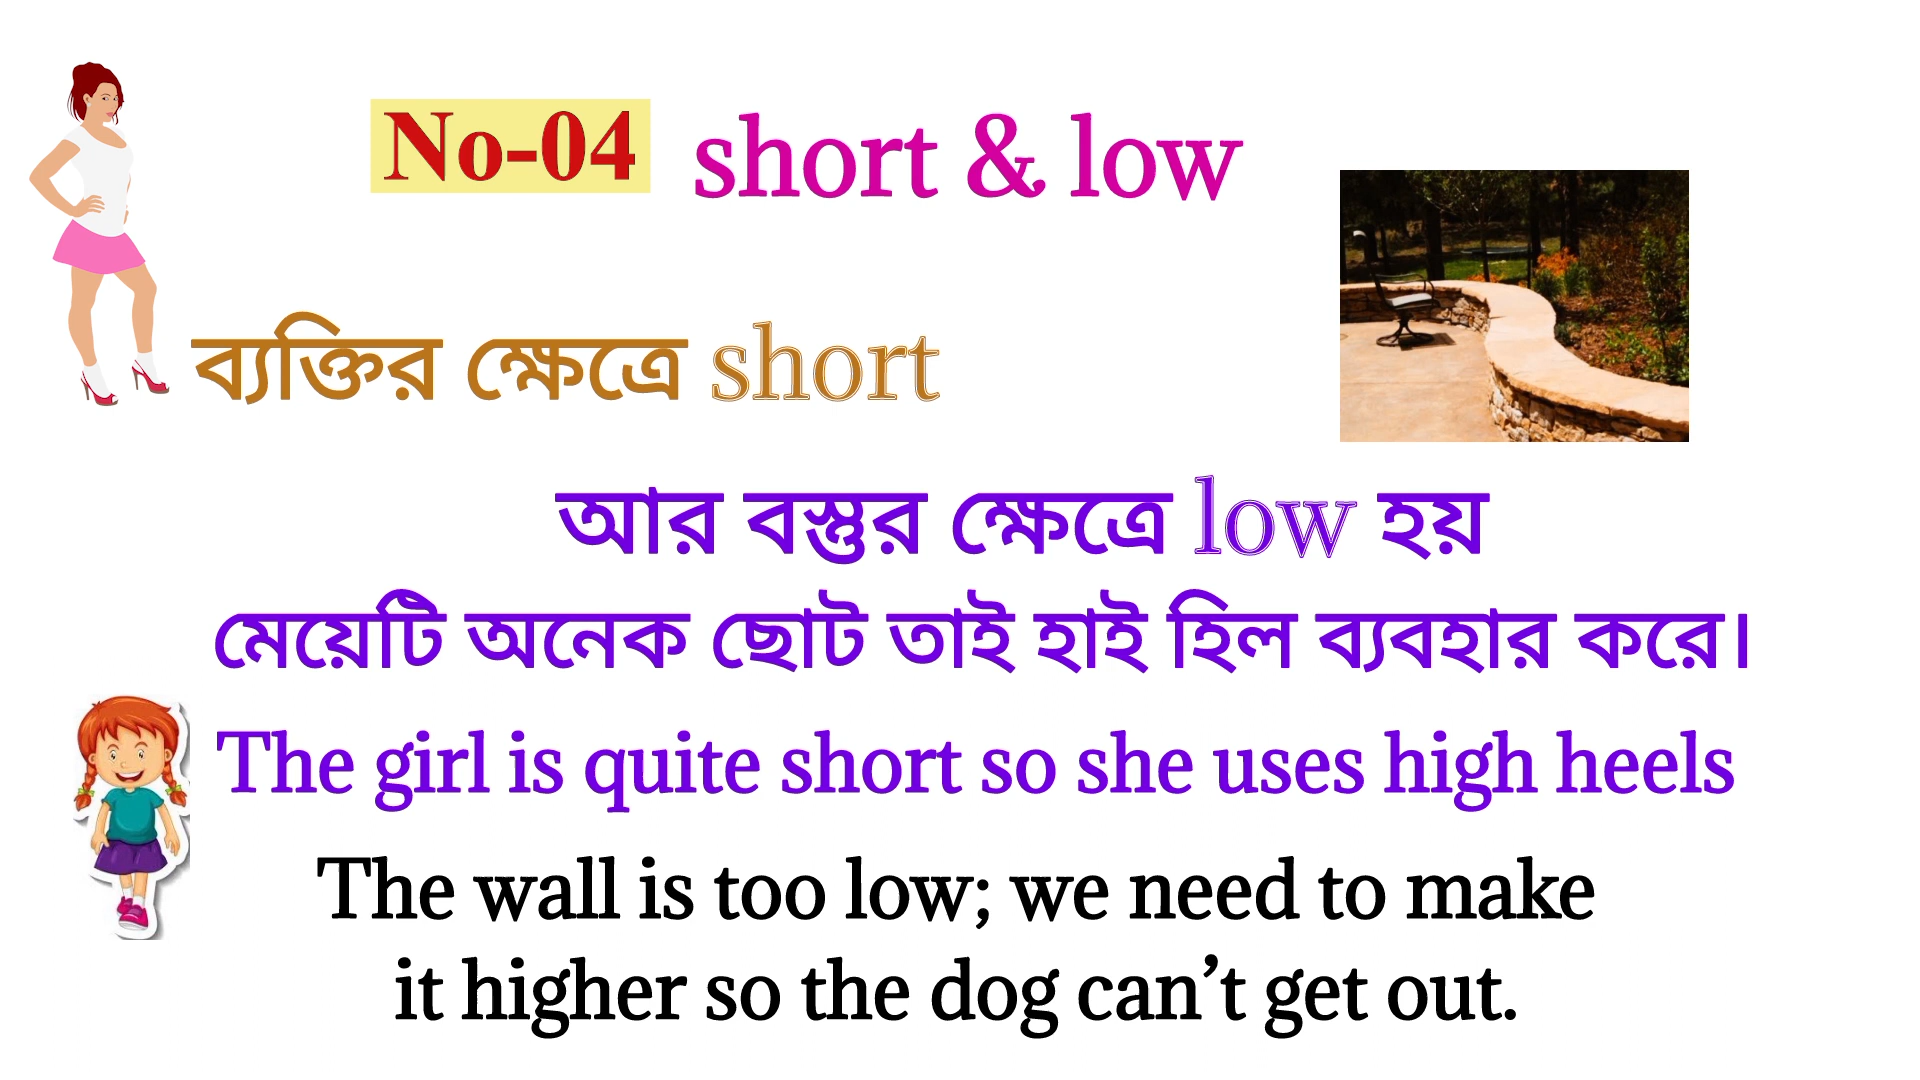 No-04 short & low
ব্যক্তির ক্ষেত্রে short
আর বস্তুর ক্ষেত্রে low হয়
মেয়েটি অনেক ছোট তাই হাই হিল ব্যবহার করে।
The girl is quite short so she uses high heels
The wall is too low; we need to make
it higher so the dog can’t get out.